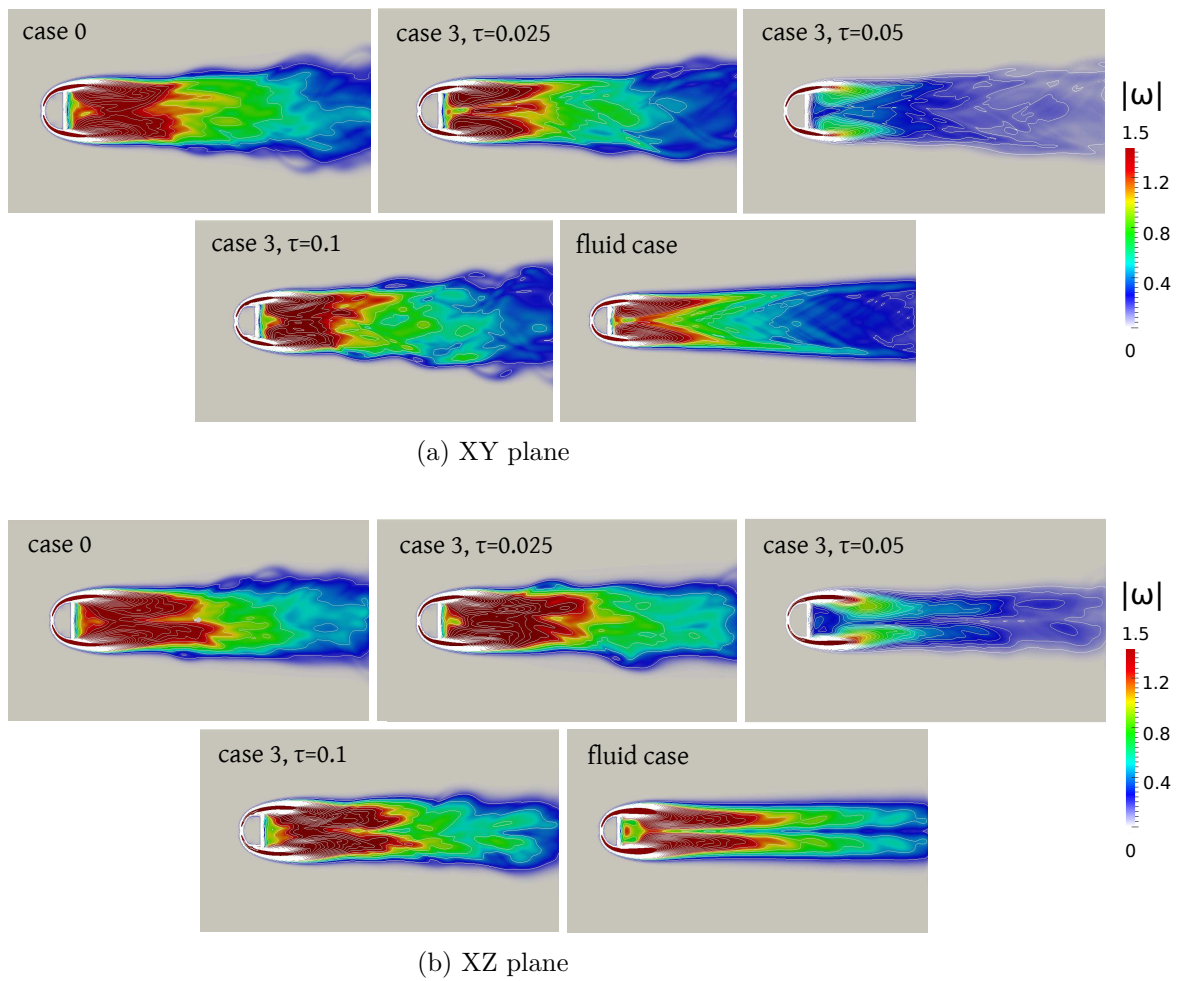 case 0
case 3, τ=0.025
case 3, τ=0.05
|ω|
1.5
1.2
0.8
0.4
0
case 3, τ=0.1
fluid case
(a) XY plane
case 0
case 3, τ=0.025
case 3, τ=0.05
|ω|
1.5
1.2
0.8
0.4
0
case 3, τ=0.1
fluid case
(b) XZ plane